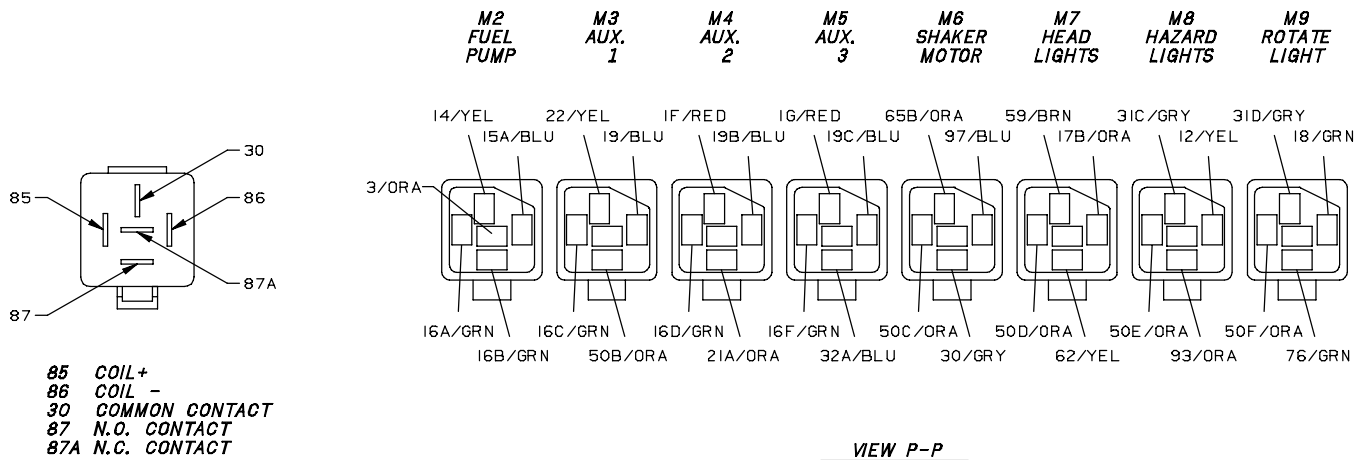 M2 M3 M4 M5 M6 M7 M8 M9
FUEL AUX. AUX. AUX. SHAKER HEAD HAZARD ROTATE
PUMP 1 2 3 MOTOR LIGHTS LIGHTS LIGHT
14/YEL 22/YEL 1F/RED 1G/RED 65B/ORA 59/BRN 31C/GRY 31D/GRY
15A/BLU 19/BLU 19B/BLU 19C/BLU 97/BLU 17B/ORA 12/YEL 18/GRN
30
3/ORA
85 86
87A
87
16A/GRN 16C/GRN 16D/GRN 16F/GRN 50C/ORA 50D/ORA 50E/ORA 50F/ORA
16B/GRN 50B/ORA 21A/ORA 32A/BLU 30/GRY 62/YEL 93/ORA 76/GRN
85 COIL+
86 COIL -
30 COMMON CONTACT
87 N.O. CONTACT
87A N.C. CONTACT
VIEW P-P